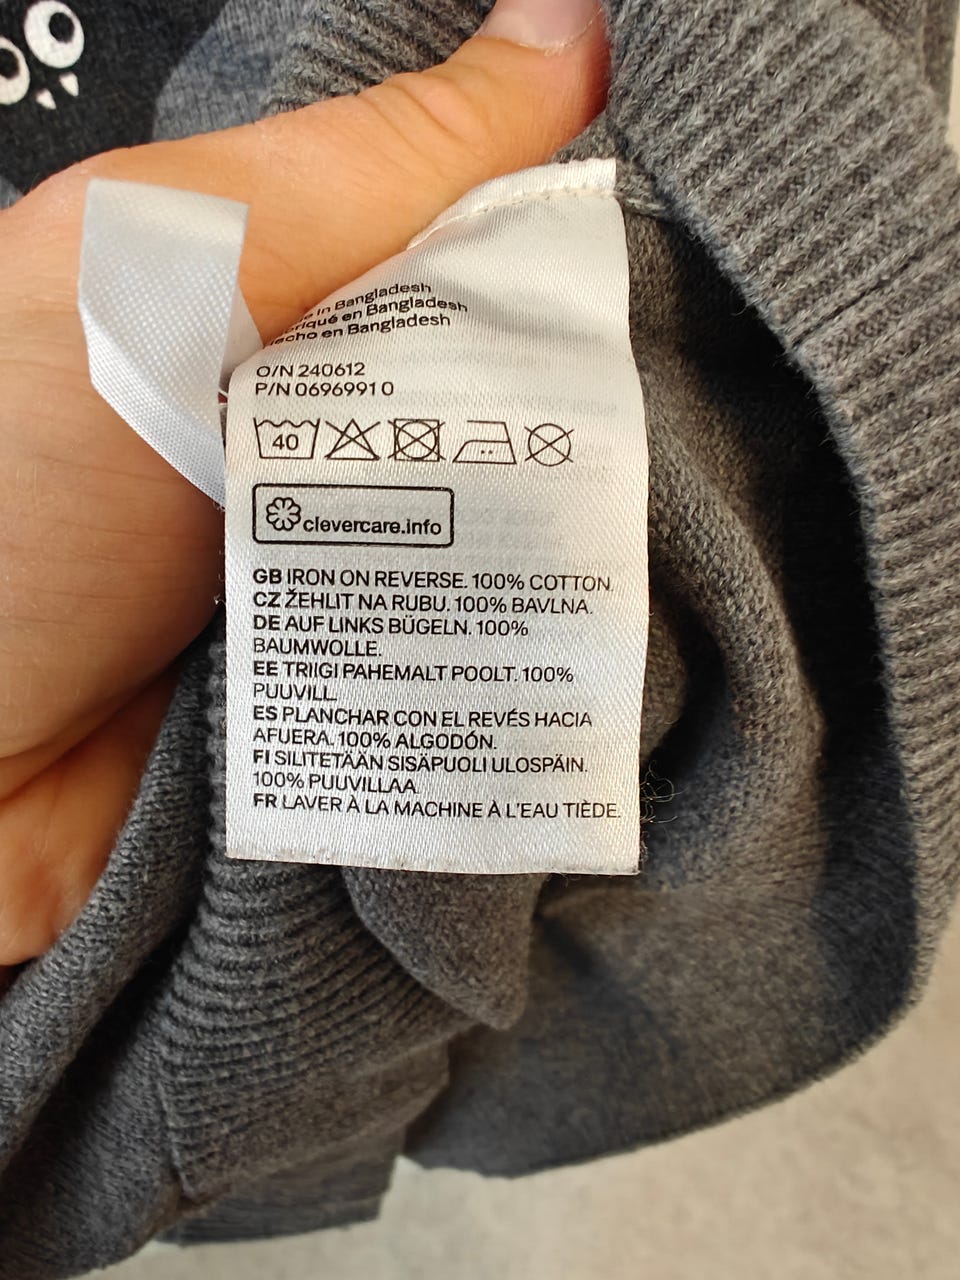 in Bangladesh
en Bangladesh
en Bangladesh
O/N 240612
P/N 06969910
40
clevercare.info
GB IRON ON REVERSE. 100% COTTON.
CZ ŽEHLIT NA RUBU. 100% BAVLNA.
DE AUF LINKS BÜGELN. 100%
BAUMWOLLE.
EE TRIIGI PAHEMALT POOLT. 100%
PUUVILL.
ES PLANCHAR CON EL REVÉS HACIA
AFUERA. 100% ALGODÓN.
FI SILITETÄÄN SISÄPUOLI ULOSPÄIN.
100% PUUVILLAA.
FR LAVER À LA MACHINE À L'EAU TIÈDE.